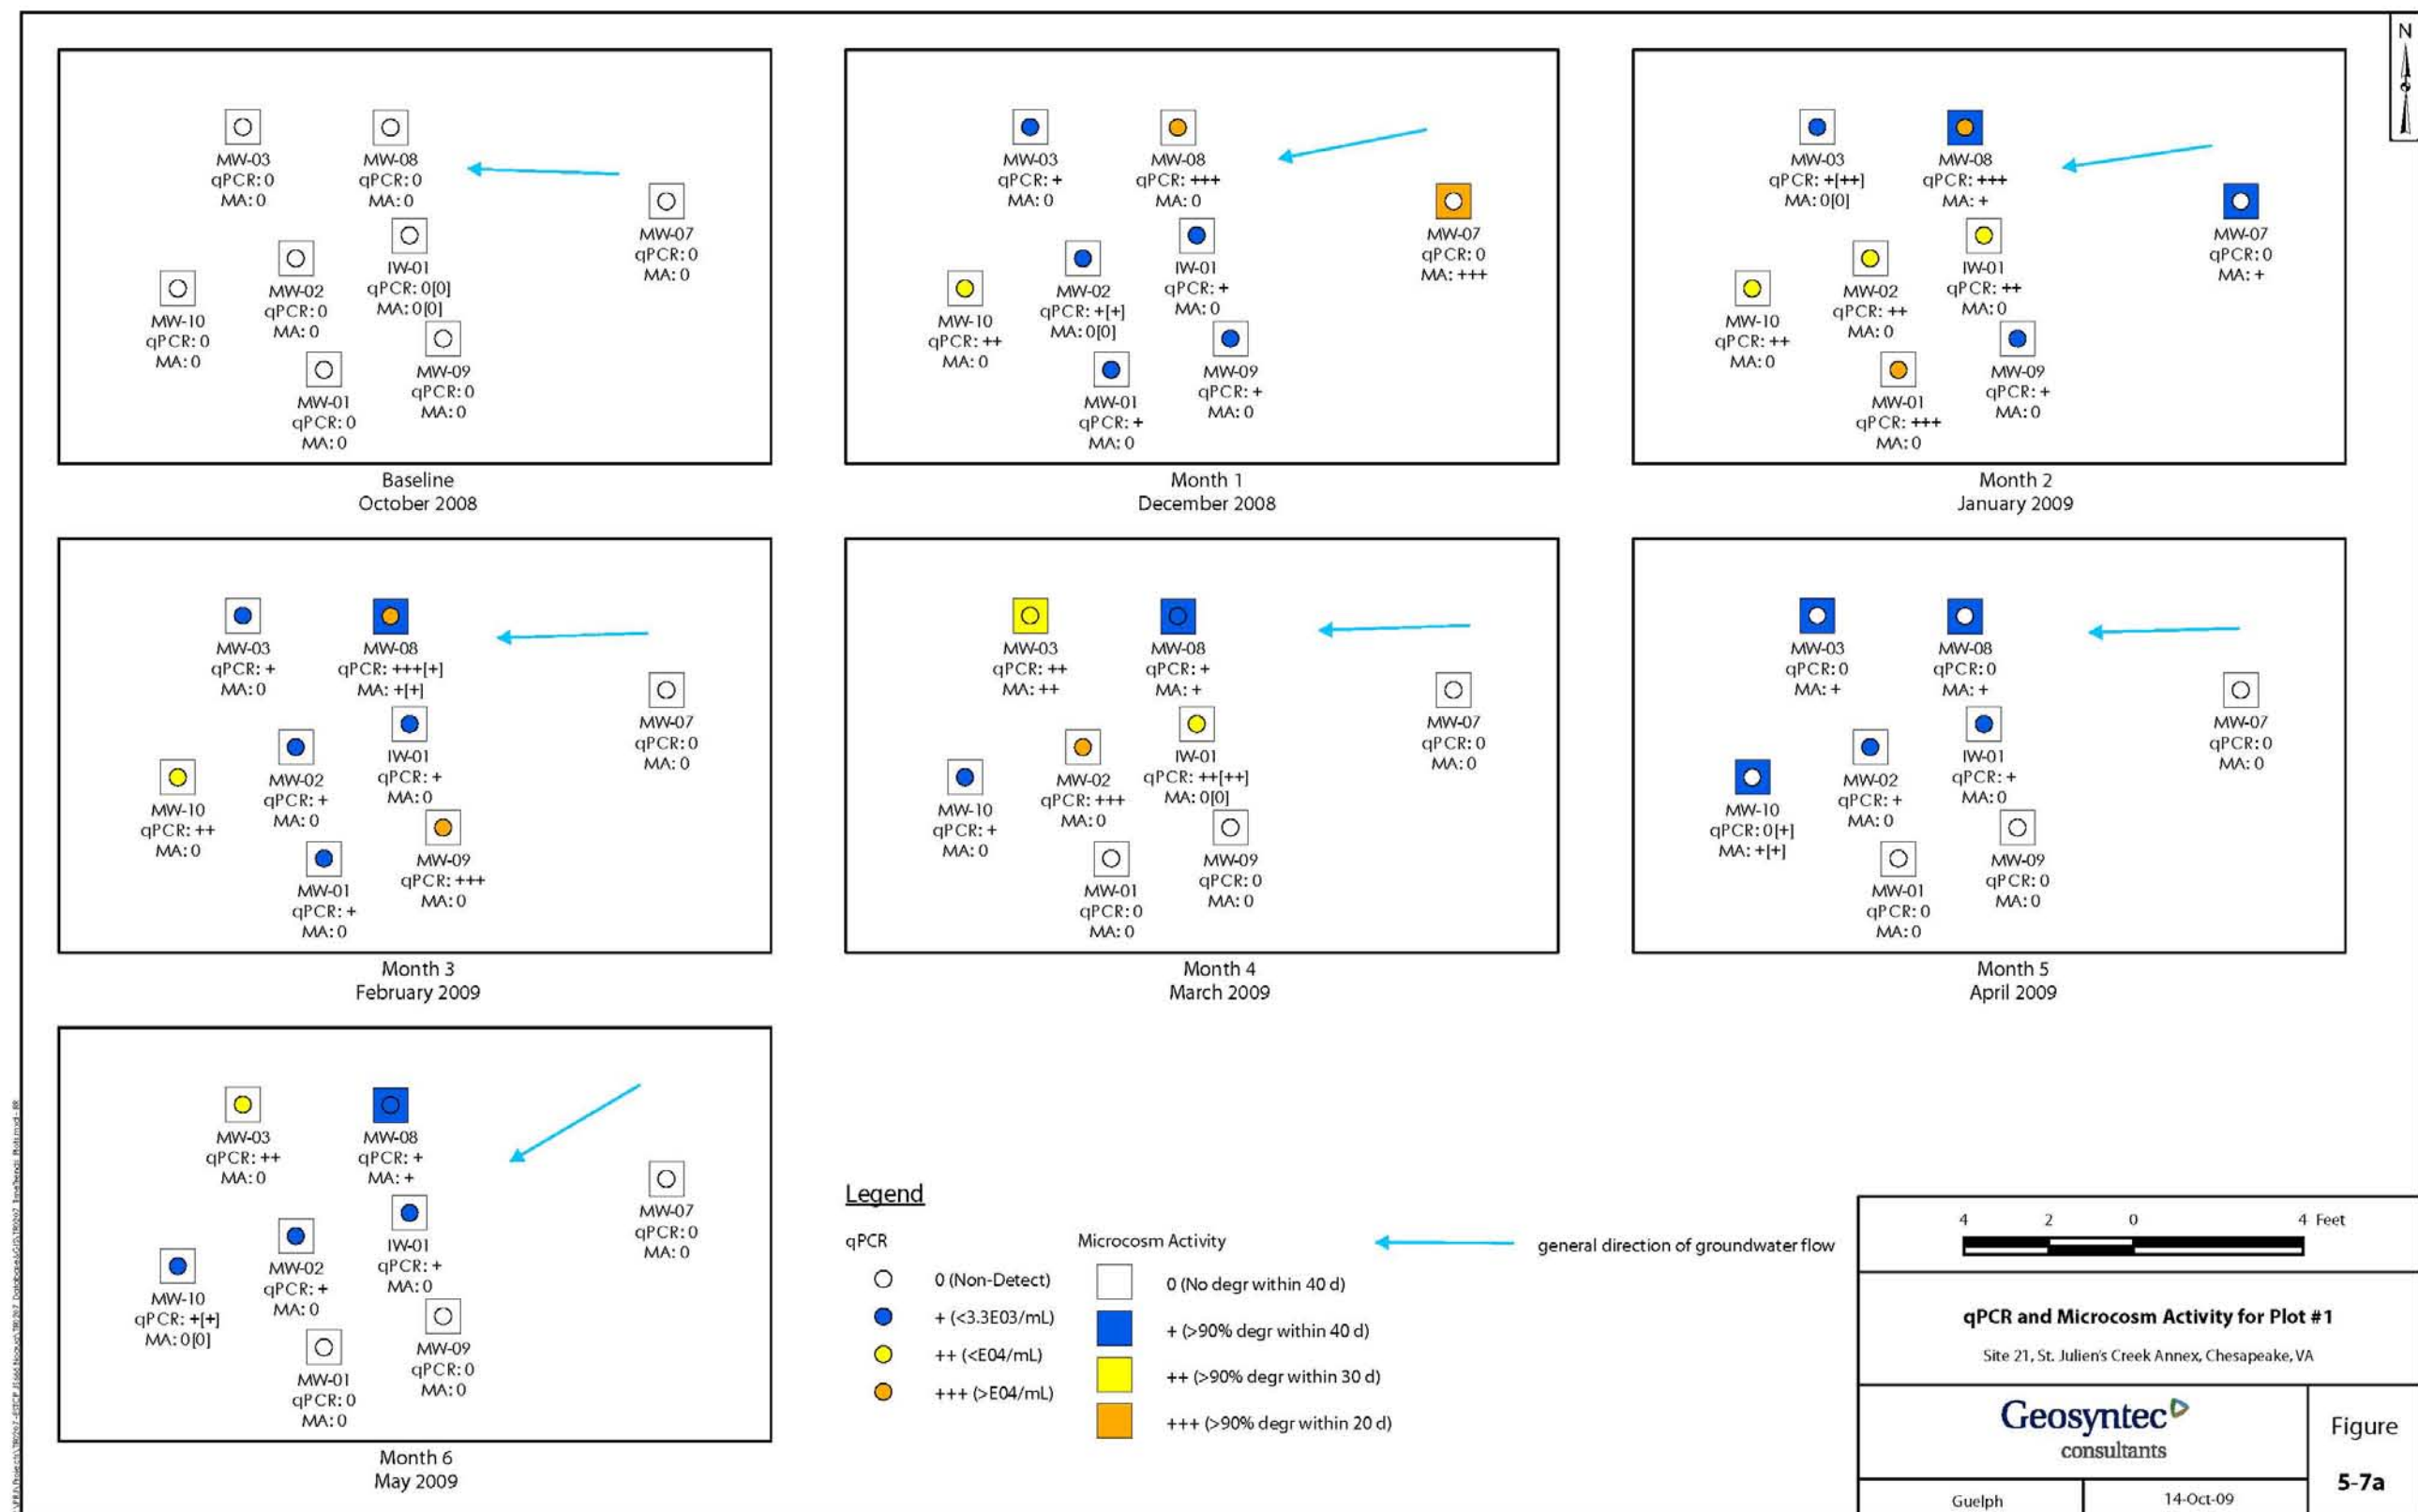 N
MW-03
qPCR: 0
MA: 0
MW-08
qPCR: 0
MA: 0
MW-07
qPCR: 0
MA: 0
IW-01
qPCR: 0[0]
MA: 0[0]
MW-02
qPCR: 0
MA: 0
MW-10
qPCR: 0
MA: 0
MW-09
qPCR: 0
MA: 0
MW-01
qPCR: 0
MA: 0
Baseline
October 2008
MW-03
qPCR: +
MA: 0
MW-08
qPCR: +++
MA: 0
MW-07
qPCR: 0
MA: +++
IW-01
qPCR: +
MA: 0
MW-02
qPCR: +[+]
MA: 0[0]
MW-10
qPCR: ++
MA: 0
MW-09
qPCR: +
MA: 0
MW-01
qPCR: +
MA: 0
Month 1
December 2008
MW-03
qPCR: +[++]
MA: 0[0]
MW-08
qPCR: +++
MA: +
MW-07
qPCR: 0
MA: +
IW-01
qPCR: ++
MA: 0
MW-02
qPCR: ++
MA: 0
MW-10
qPCR: ++
MA: 0
MW-09
qPCR: +
MA: 0
MW-01
qPCR: +++
MA: 0
Month 2
January 2009
MW-03
qPCR: +
MA: 0
MW-08
qPCR: +++[+]
MA: +[+]
MW-07
qPCR: 0
MA: 0
IW-01
qPCR: +
MA: 0
MW-02
qPCR: +
MA: 0
MW-10
qPCR: ++
MA: 0
MW-09
qPCR: +++
MA: 0
MW-01
qPCR: +
MA: 0
Month 3
February 2009
MW-03
qPCR: ++
MA: ++
MW-08
qPCR: +
MA: +
MW-07
qPCR: 0
MA: 0
IW-01
qPCR: ++[++]
MA: 0[0]
MW-02
qPCR: +++
MA: 0
MW-10
qPCR: +
MA: 0
MW-09
qPCR: 0
MA: 0
MW-01
qPCR: 0
MA: 0
Month 4
March 2009
MW-03
qPCR: 0
MA: +
MW-08
qPCR: 0
MA: +
MW-07
qPCR: 0
MA: 0
IW-01
qPCR: +
MA: 0
MW-02
qPCR: +
MA: 0
MW-10
qPCR: 0[+]
MA: +[+]
MW-09
qPCR: 0
MA: 0
MW-01
qPCR: 0
MA: 0
Month 5
April 2009
MW-03
qPCR: ++
MA: 0
MW-08
qPCR: +
MA: +
MW-07
qPCR: 0
MA: 0
IW-01
qPCR: +
MA: 0
MW-02
qPCR: +
MA: 0
MW-10
qPCR: +[+]
MA: 0[0]
MW-09
qPCR: 0
MA: 0
MW-01
qPCR: 0
MA: 0
Month 6
May 2009
Legend
qPCR
0 (Non-Detect)
+ (<3.3E03/mL)
++ (<E04/mL)
+++ (>E04/mL)
Microcosm Activity
0 (No degr within 40 d)
+ (>90% degr within 40 d)
++ (>90% degr within 30 d)
+++ (>90% degr within 20 d)
general direction of groundwater flow
4 2 0 4 Feet
qPCR and Microcosm Activity for Plot #1
Site 21, St. Julien's Creek Annex, Chesapeake, VA
Geosyntec
consultants
Figure
5-7a
Guelph
14-Oct-09